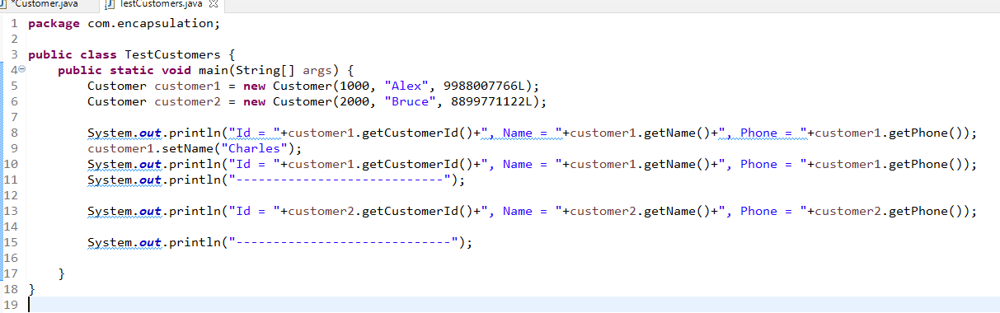 *Customer.java TestCustomers.java
1 package com.encapsulation;
2
3 public class TestCustomers {
4 public static void main(String[] args) {
5 Customer customer1 = new Customer(1000, "Alex", 9988007766L);
6 Customer customer2 = new Customer(2000, "Bruce", 8899771122L);
7
8 System.out.println("Id = "+customer1.getCustomerId()+", Name = "+customer1.getName()+", Phone = "+customer1.getPhone());
9 customer1.setName("Charles");
10 System.out.println("Id = "+customer1.getCustomerId()+", Name = "+customer1.getName()+", Phone = "+customer1.getPhone());
11 System.out.println("----------------------------");
12
13 System.out.println("Id = "+customer2.getCustomerId()+", Name = "+customer2.getName()+", Phone = "+customer2.getPhone());
14
15 System.out.println("-----------------------------");
16
17 }
18 }
19